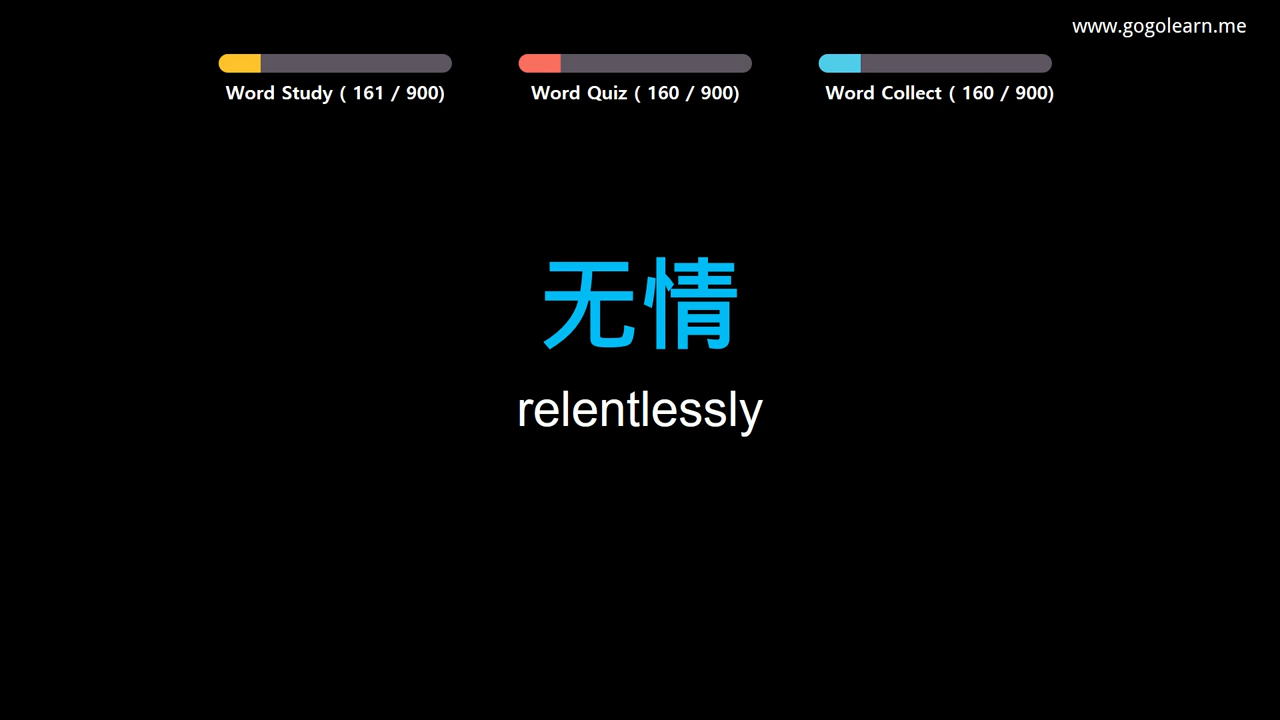 www.gogolearn.me
Word Study ( 161 / 900)
Word Quiz ( 160 / 900)
Word Collect ( 160 / 900)
无情
relentlessly